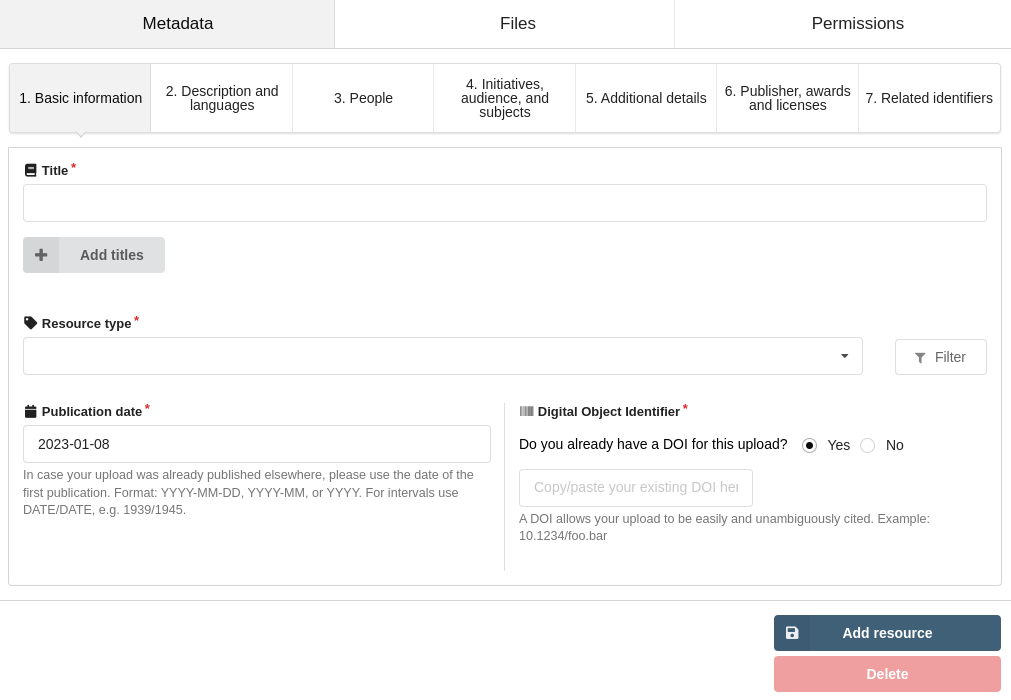 Metadata
Files
Permissions
1. Basic information
2. Description and
languages
3. People
4. Initiatives,
audience, and
subjects
5. Additional details
6. Publisher, awards
and licenses
7. Related identifiers
Title *
Add titles
Resource type *
Filter
Publication date *
2023-01-08
In case your upload was already published elsewhere, please use the date of the
first publication. Format: YYYY-MM-DD, YYYY-MM, or YYYY. For intervals use
DATE/DATE, e.g. 1939/1945.
Digital Object Identifier *
Do you already have a DOI for this upload? Yes No
Copy/paste your existing DOI her
A DOI allows your upload to be easily and unambiguously cited. Example:
10.1234/foo.bar
Add resource
Delete